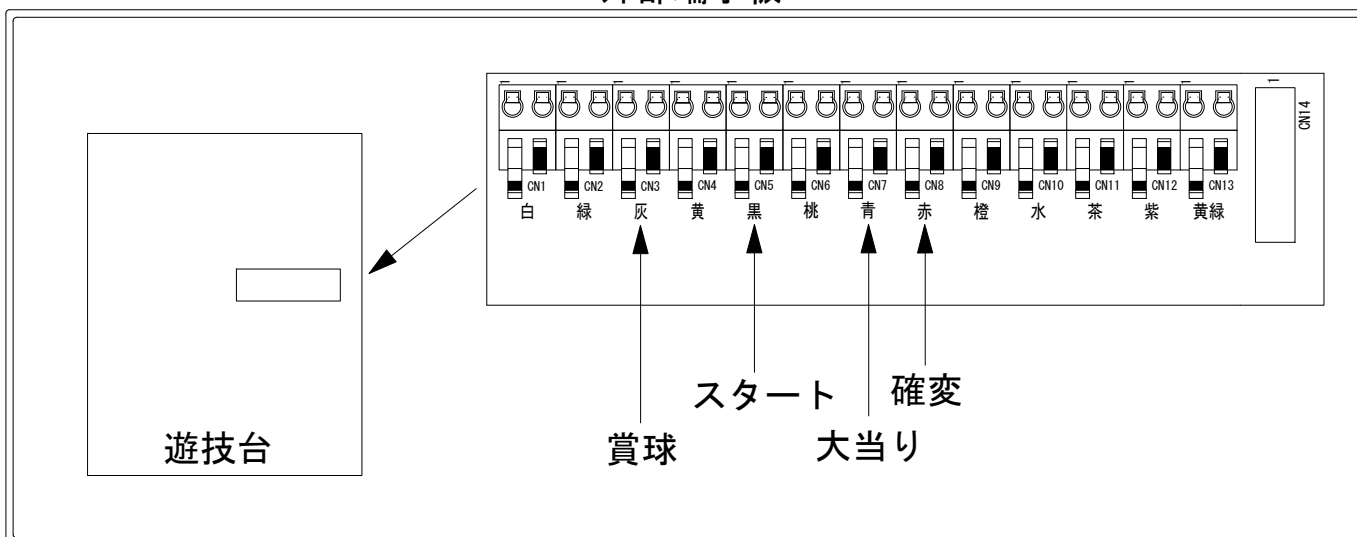 CN1 CN2 CN3 CN4 CN5 CN6 CN7 CN8 CN9 CN10 CN11 CN12 CN13
1
CN14
白 緑 灰 黄 黒 桃 青 赤 橙 水 茶 紫 黄緑
スタート
確変
賞球
大当り
遊技台